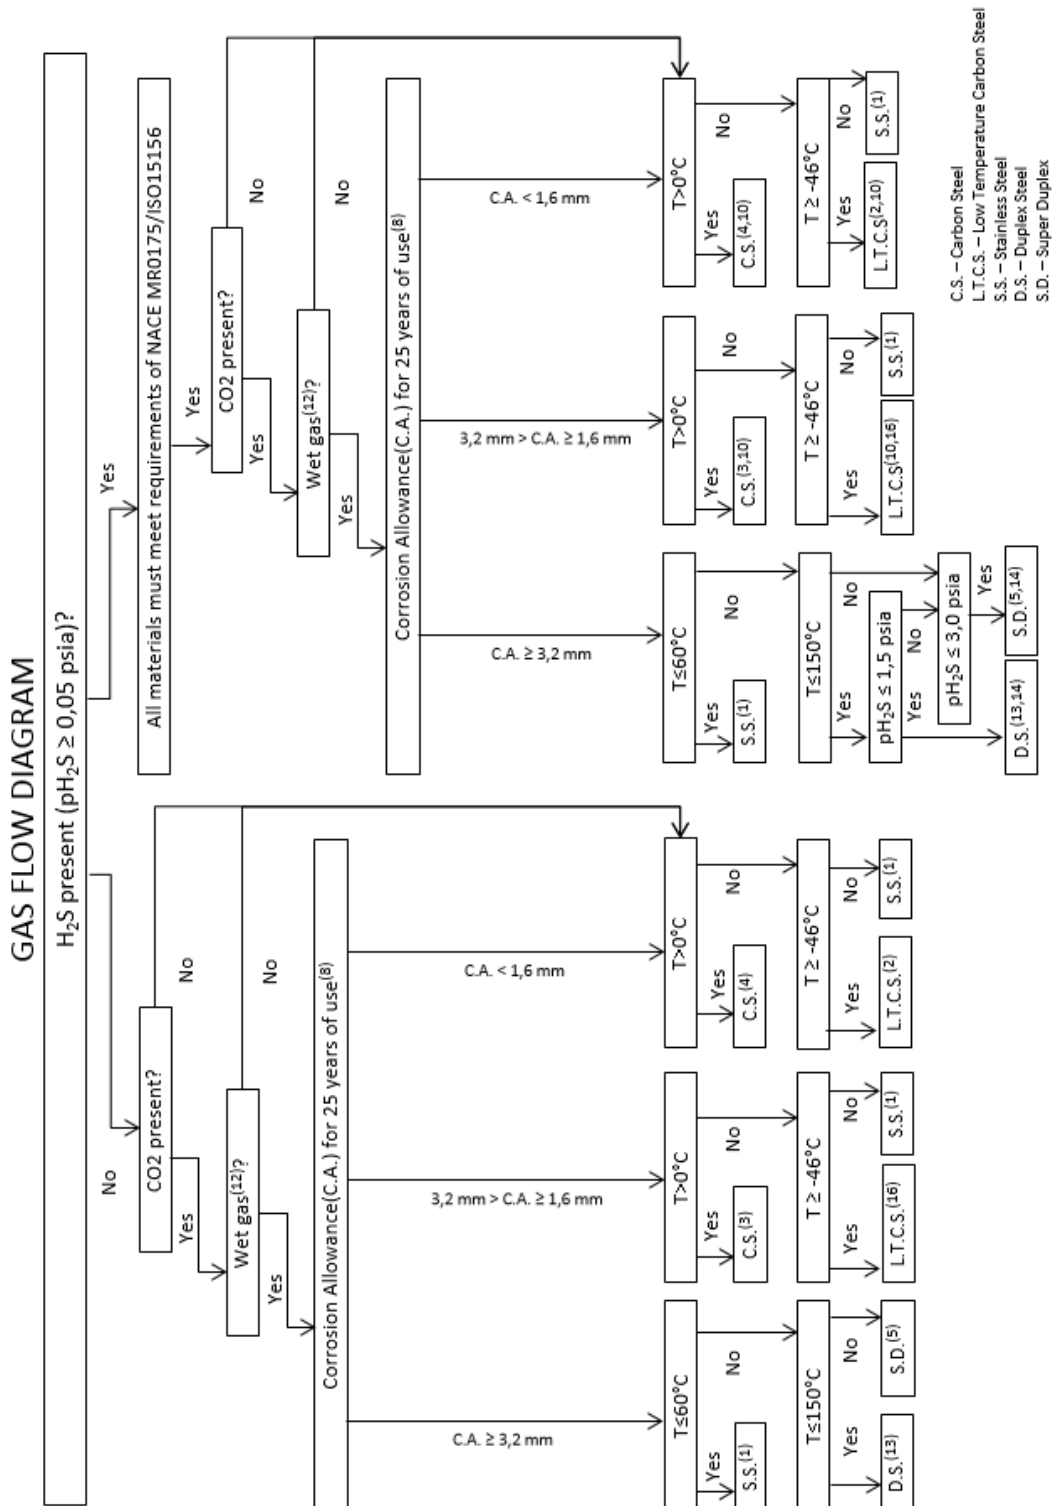 GAS FLOW DIAGRAM
H₂S present (pH₂S ≥ 0,05 psia)?
No
Yes
CO2 present?
Yes
No
Wet gas(12)?
Yes
No
Corrosion Allowance(C.A.) for 25 years of use(8)
C.A. ≥ 3,2 mm
3,2 mm > C.A. ≥ 1,6 mm
C.A. < 1,6 mm
T≤60°C
Yes
No
S.S.(1)
T≤150°C
Yes
No
D.S.(13)
S.D.(5)
T>0°C
Yes
No
C.S.(3)
T ≥ -46°C
Yes
No
L.T.C.S.(16)
S.S.(1)
T>0°C
Yes
No
C.S.(4)
T ≥ -46°C
Yes
No
L.T.C.S.(2)
S.S.(1)
All materials must meet requirements of NACE MR0175/ISO15156
Yes
CO2 present?
Yes
No
Wet gas(12)?
Yes
No
Corrosion Allowance(C.A.) for 25 years of use(8)
C.A. ≥ 3,2 mm
3,2 mm > C.A. ≥ 1,6 mm
C.A. < 1,6 mm
T≤60°C
Yes
No
S.S.(1)
T≤150°C
Yes
No
pH₂S ≤ 1,5 psia
Yes
No
pH₂S ≤ 3,0 psia
Yes
D.S.(13,14)
S.D.(5,14)
T>0°C
Yes
No
C.S.(3,10)
T ≥ -46°C
Yes
No
L.T.C.S(10,16)
S.S.(1)
T>0°C
Yes
No
C.S.(4,10)
T ≥ -46°C
Yes
No
L.T.C.S(2,10)
S.S.(1)
C.S. – Carbon Steel
L.T.C.S. – Low Temperature Carbon Steel
S.S. – Stainless Steel
D.S. – Duplex Steel
S.D. – Super Duplex